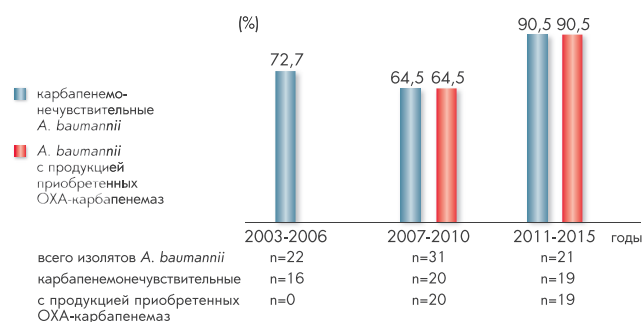 (%)
72,7
64,5 64,5
90,5 90,5
карбапенемо-
нечувствительные
A. baumannii
A. baumannii
с продукцией
приобретенных
ОХА-карбапенемаз
2003-2006 2007-2010 2011-2015 годы
всего изолятов A. baumannii n=22 n=31 n=21
карбапенемонечувствительные n=16 n=20 n=19
с продукцией приобретенных n=0 n=20 n=19
ОХА-карбапенемаз